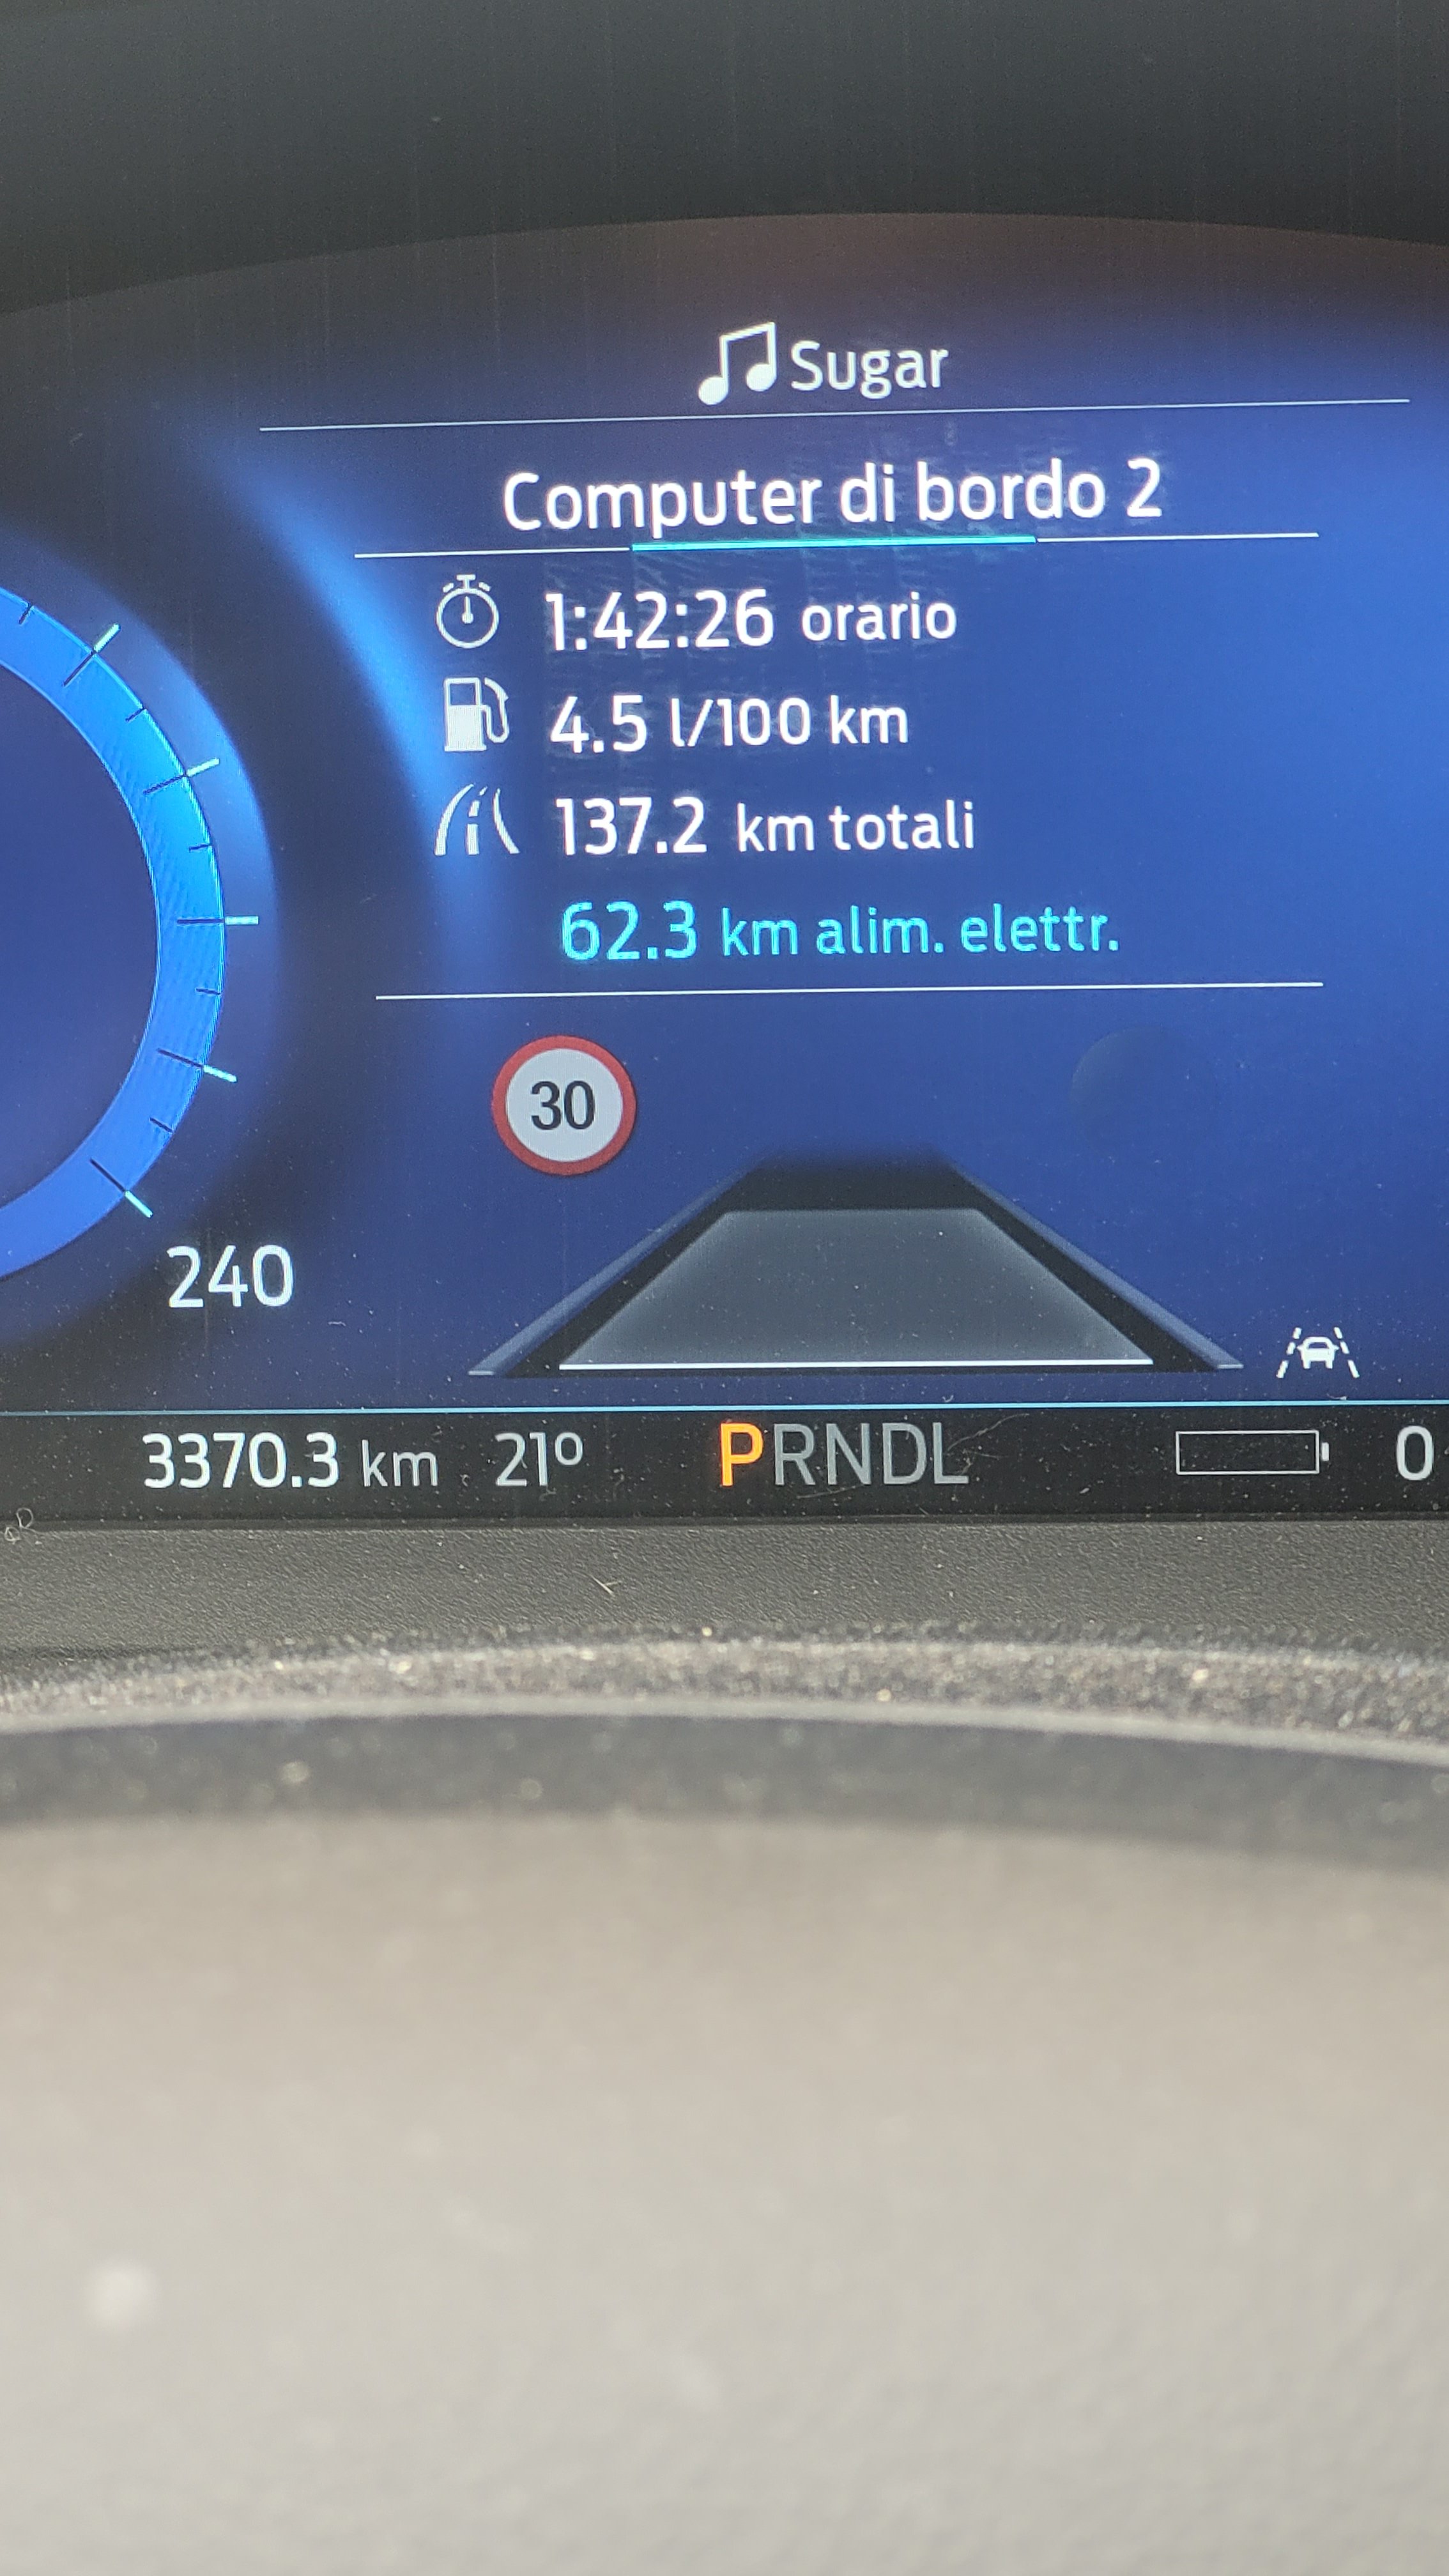 Sugar
Computer di bordo 2
1:42:26 orario
4.5 l/100 km
137.2 km totali
62.3 km alim. elettr.
30
240
3370.3 km 21º PRNDL 0